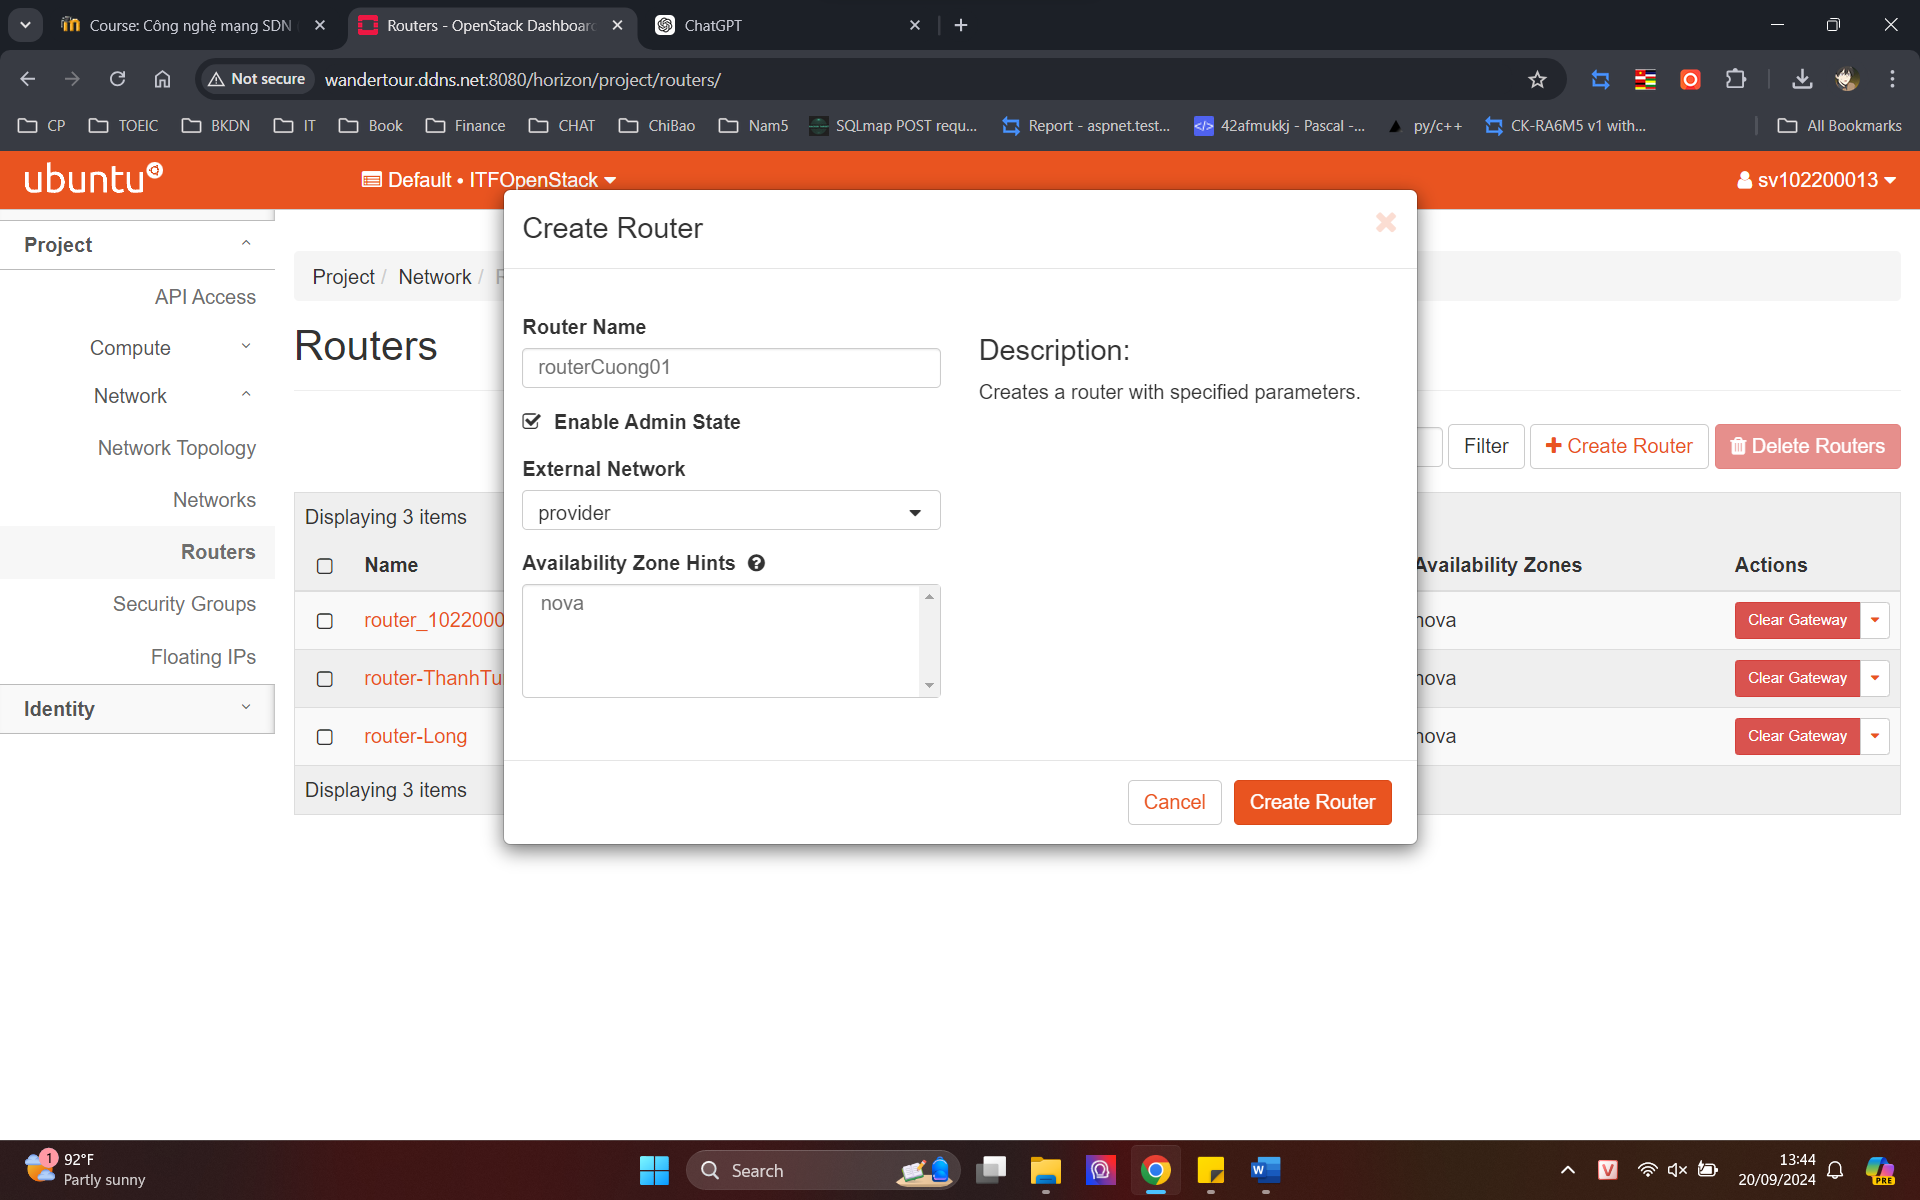 Course: Công nghệ mạng SDN
Routers - OpenStack Dashboard
ChatGPT
Not secure
wandertour.ddns.net:8080/horizon/project/routers/
CP
TOEIC
BKDN
IT
Book
Finance
CHAT
ChiBao
Nam5
SQLmap POST requ...
Report - aspnet.test...
42afmukkj - Pascal -...
py/c++
CK-RA6M5 v1 with...
All Bookmarks
ubuntu
Default • ITFOpenStack
sv102200013
Project
API Access
Compute
Network
Network Topology
Networks
Routers
Security Groups
Floating IPs
Identity
Project / Network /
Routers
Filter
Create Router
Delete Routers
Displaying 3 items
Name
Availability Zones
Actions
router_1022000
nova
Clear Gateway
router-ThanhTu
nova
Clear Gateway
router-Long
nova
Clear Gateway
Displaying 3 items
Create Router
Router Name
routerCuong01
Enable Admin State
External Network
provider
Availability Zone Hints
nova
Description:
Creates a router with specified parameters.
Cancel
Create Router
1
92°F
Partly sunny
Search
V
W
13:44
20/09/2024
PRE